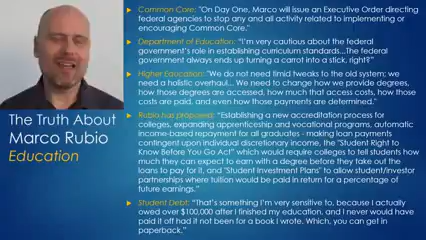 Common Core: "On Day One, Marco will issue an Executive Order directing
federal agencies to stop any and all activity related to implementing or
encouraging Common Core."
Department of Education: "I'm very cautious about the federal
government's role in establishing curriculum standards...The federal
government always ends up turning a carrot into a stick, right?"
Higher Education: "We do not need timid tweaks to the old system; we
need a holistic overhaul... We need to change how we provide degrees,
how those degrees are accessed, how much that access costs, how those
costs are paid, and even how those payments are determined."
Rubio has proposed: "Establishing a new accreditation process for
colleges, expanding apprenticeship and vocational programs, automatic
income-based repayment for all graduates - making loan payments
contingent upon individual discretionary income, the "Student Right to
Know Before You Go Act" which would require colleges to tell students how
much they can expect to earn with a degree before they take out the
loans to pay for it, and "Student Investment Plans" to allow student/investor
partnerships where tuition would be paid in return for a percentage of
future earnings."
Student Debt: "That's something I'm very sensitive to, because I actually
owed over $100,000 after I finished my education, and I never would have
paid it off had it not been for a book I wrote. Which, you can get in
paperback."
The Truth About
Marco Rubio
Education